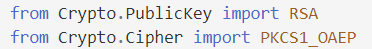 from Crypto.PublicKey import RSA
from Crypto.Cipher import PKCS1_OAEP